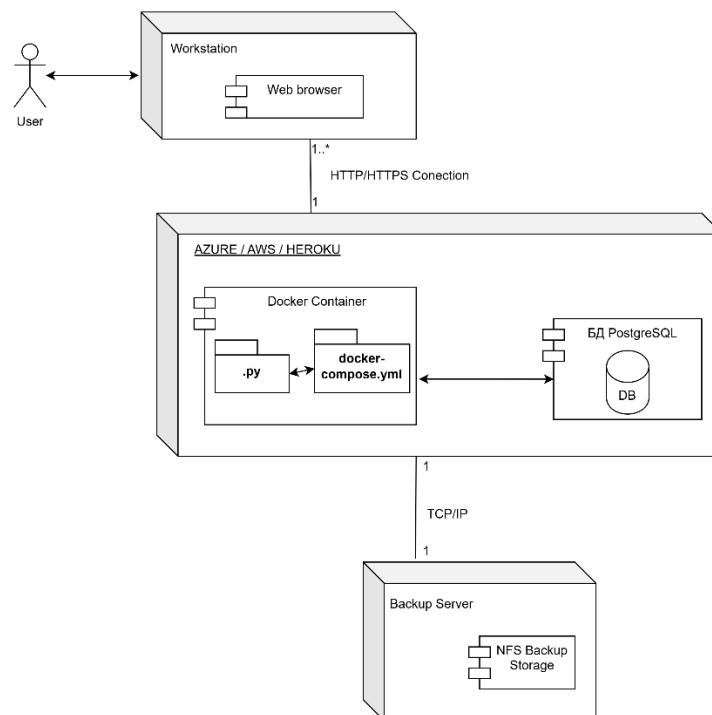 Workstation
Web browser
User
1..*
HTTP/HTTPS Conection
1
AZURE / AWS / HEROKU
Docker Container
.py
docker-
compose.yml
БД PostgreSQL
DB
1
TCP/IP
1
Backup Server
NFS Backup
Storage